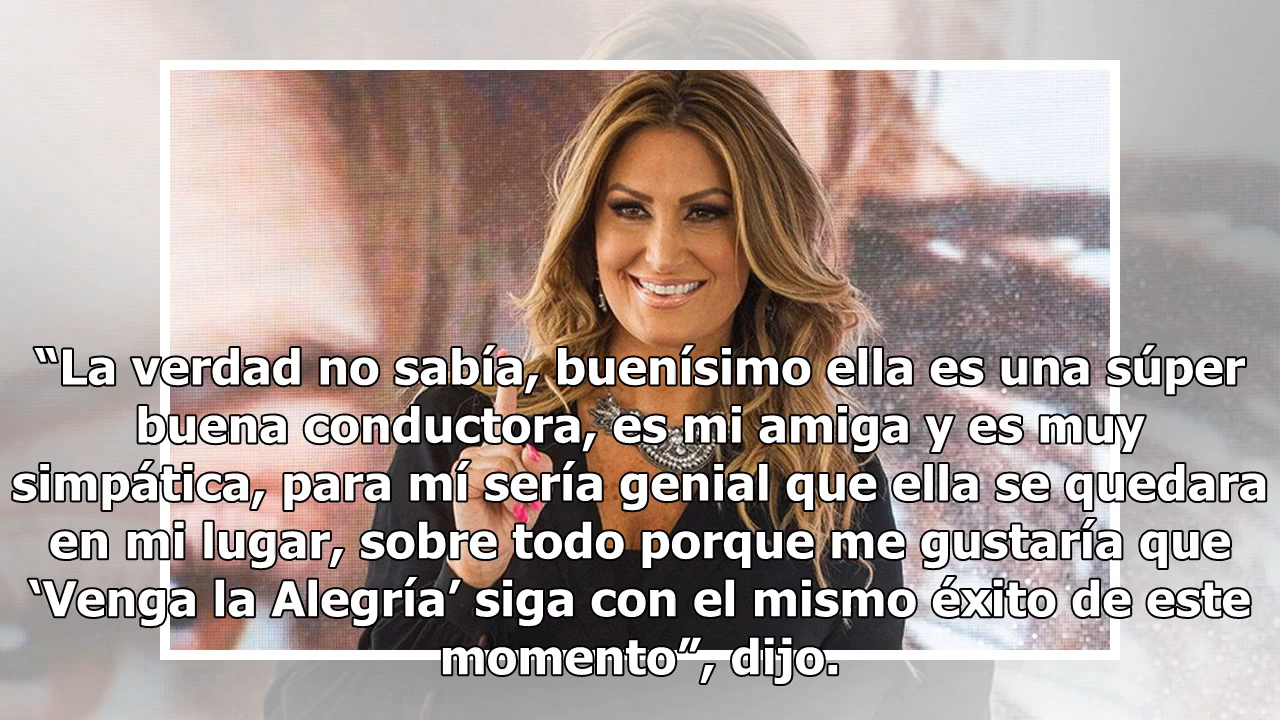 “La verdad no sabía, buenísimo ella es una súper
buena conductora, es mi amiga y es muy
simpática, para mí sería genial que ella se quedara
en mi lugar, sobre todo porque me gustaría que
‘Venga la Alegría’ siga con el mismo éxito de este
momento”, dijo.